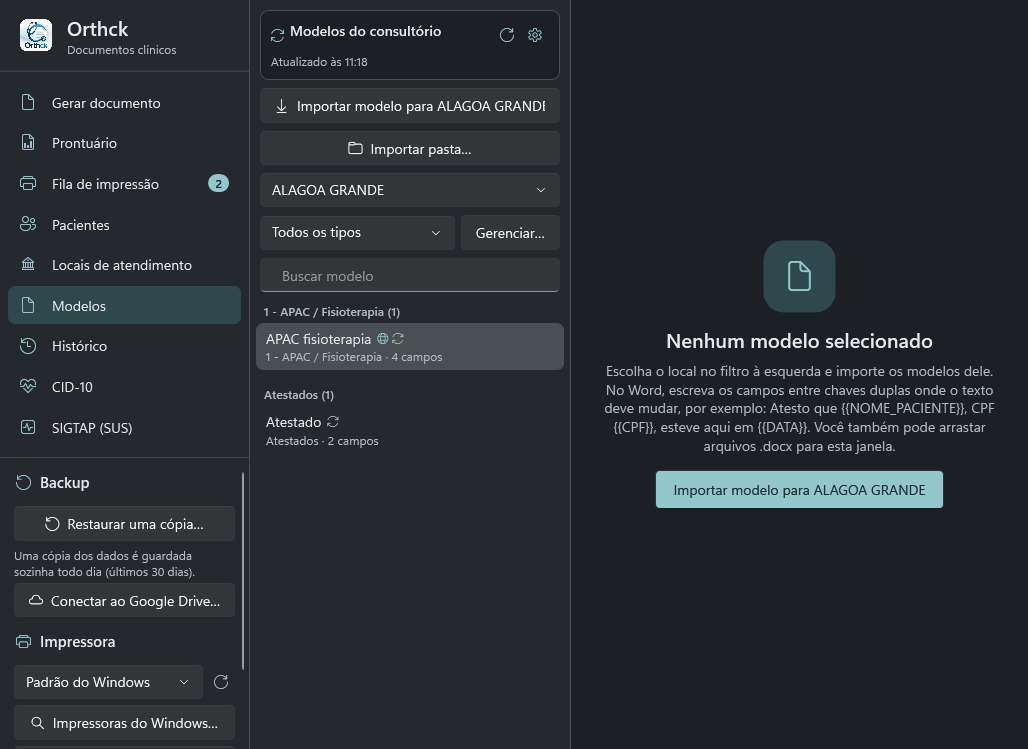 Orthck
Orthck
Documentos clínicos
Gerar documento
Prontuário
Fila de impressão
2
Pacientes
Locais de atendimento
Modelos
Histórico
CID-10
SIGTAP (SUS)
Backup
Restaurar uma cópia...
Uma cópia dos dados é guardada
sozinha todo dia (últimos 30 dias).
Conectar ao Google Drive...
Impressora
Padrão do Windows
Impressoras do Windows...
Modelos do consultório
Atualizado às 11:18
Importar modelo para ALAGOA GRANDE
Importar pasta...
ALAGOA GRANDE
Todos os tipos
Gerenciar...
Buscar modelo
1 - APAC / Fisioterapia (1)
APAC fisioterapia
1 - APAC / Fisioterapia · 4 campos
Atestados (1)
Atestado
Atestados · 2 campos
Nenhum modelo selecionado
Escolha o local no filtro à esquerda e importe os modelos dele.
No Word, escreva os campos entre chaves duplas onde o texto
deve mudar, por exemplo: Atesto que {{NOME_PACIENTE}}, CPF
{{CPF}}, esteve aqui em {{DATA}}. Você também pode arrastar
arquivos .docx para esta janela.
Importar modelo para ALAGOA GRANDE